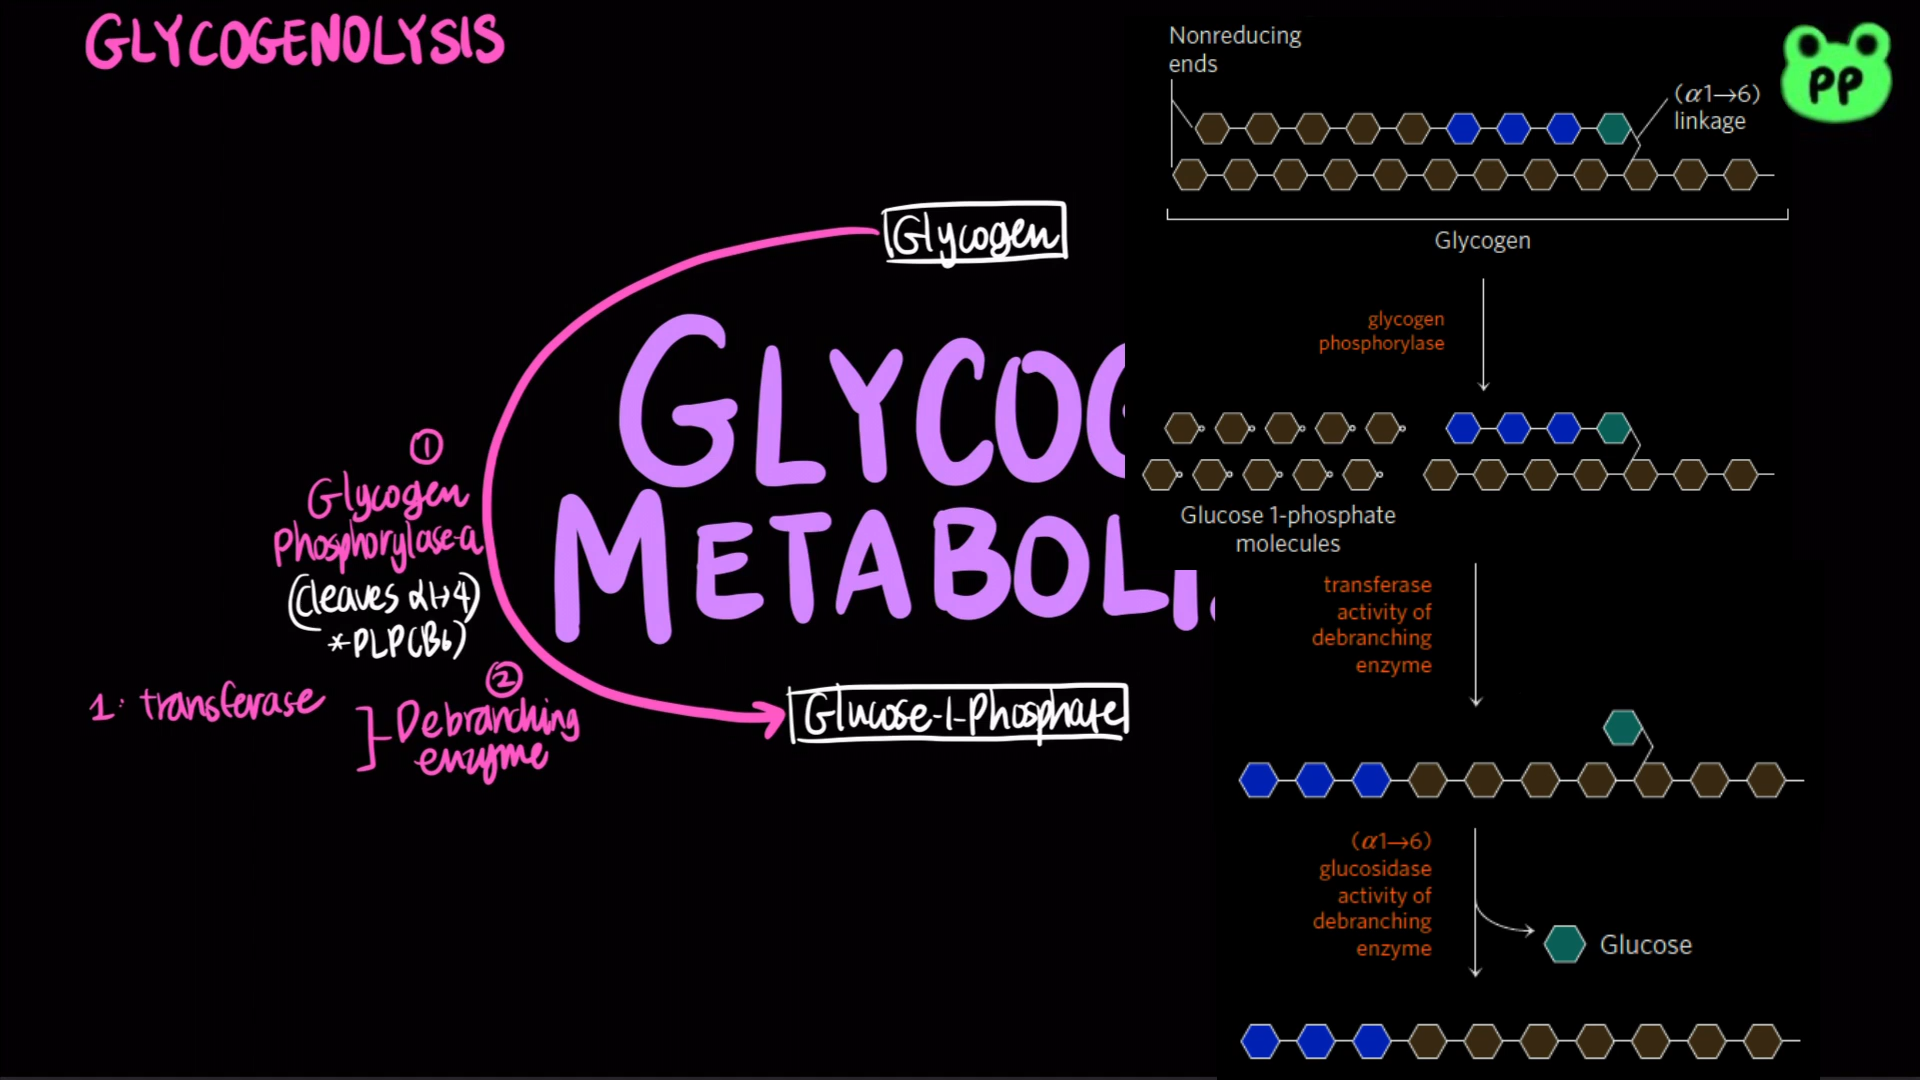 GLYCOGENOLYSIS
Nonreducing
ends
PP
(α1→6)
linkage
Glycogen
Glycogen
glycogen
phosphorylase
GLYCOG
METABOLI
①
Glycogen
Phosphorylase-a
(Cleaves α1→4)
*PLP(B6)
Glucose 1-phosphate
molecules
transferase
activity of
debranching
enzyme
②
1. transferase
Debranching
enzyme
Glucose-1-Phosphate
(α1→6)
glucosidase
activity of
debranching
enzyme
Glucose